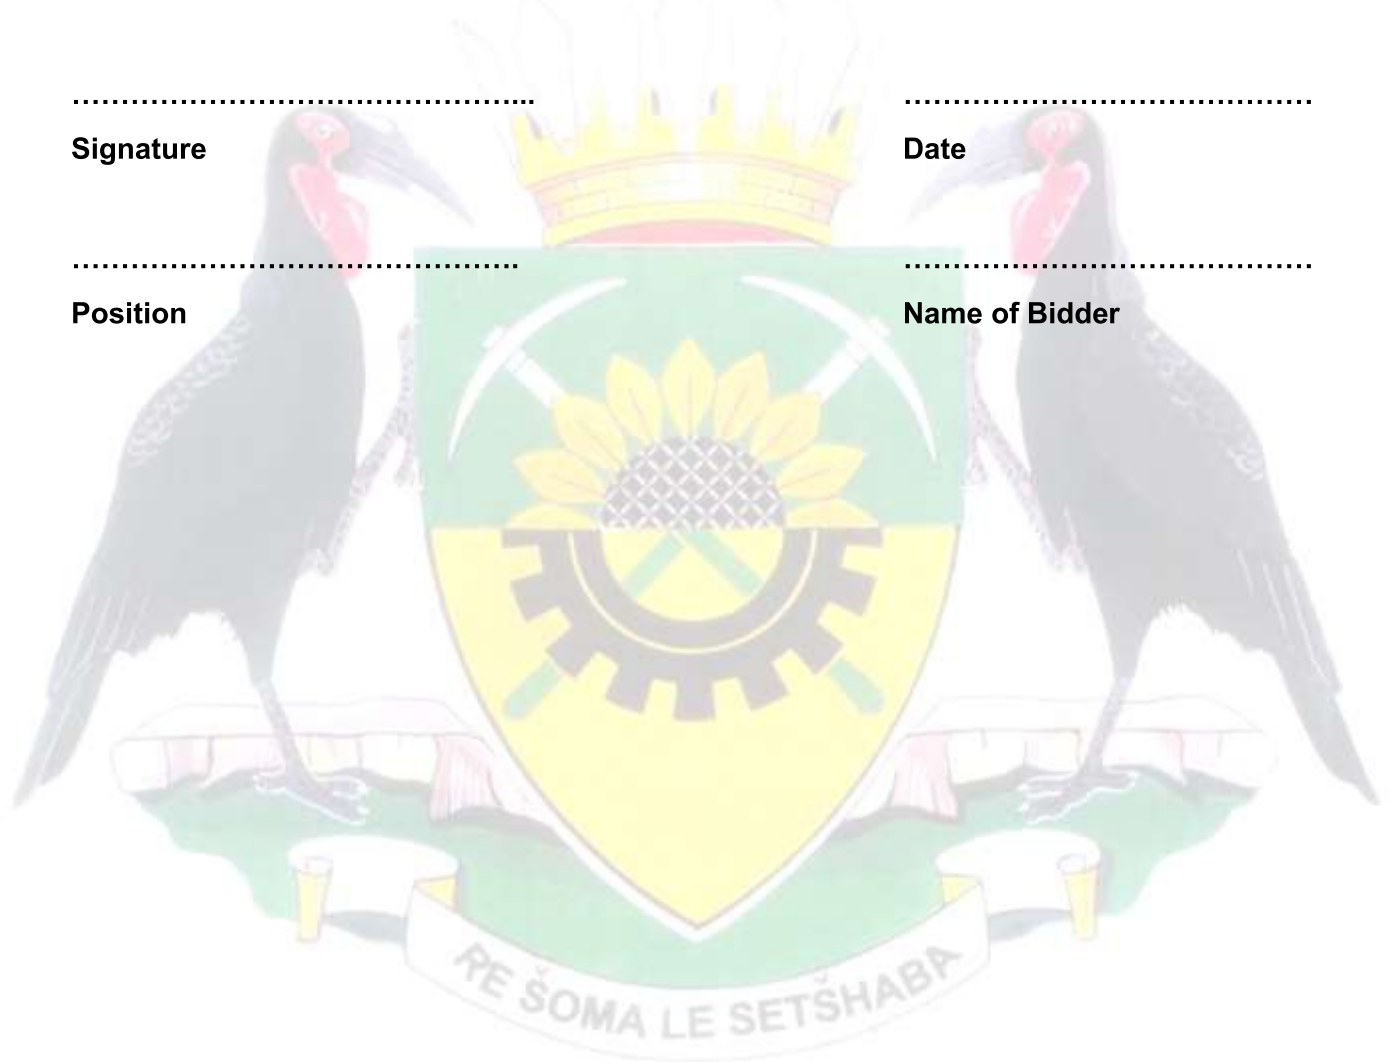 ……………………………………….... ……………………………………
Signature Date
………………………………………. ……………………………………
Position Name of Bidder
RE ŠOMA LE SETŠHABA